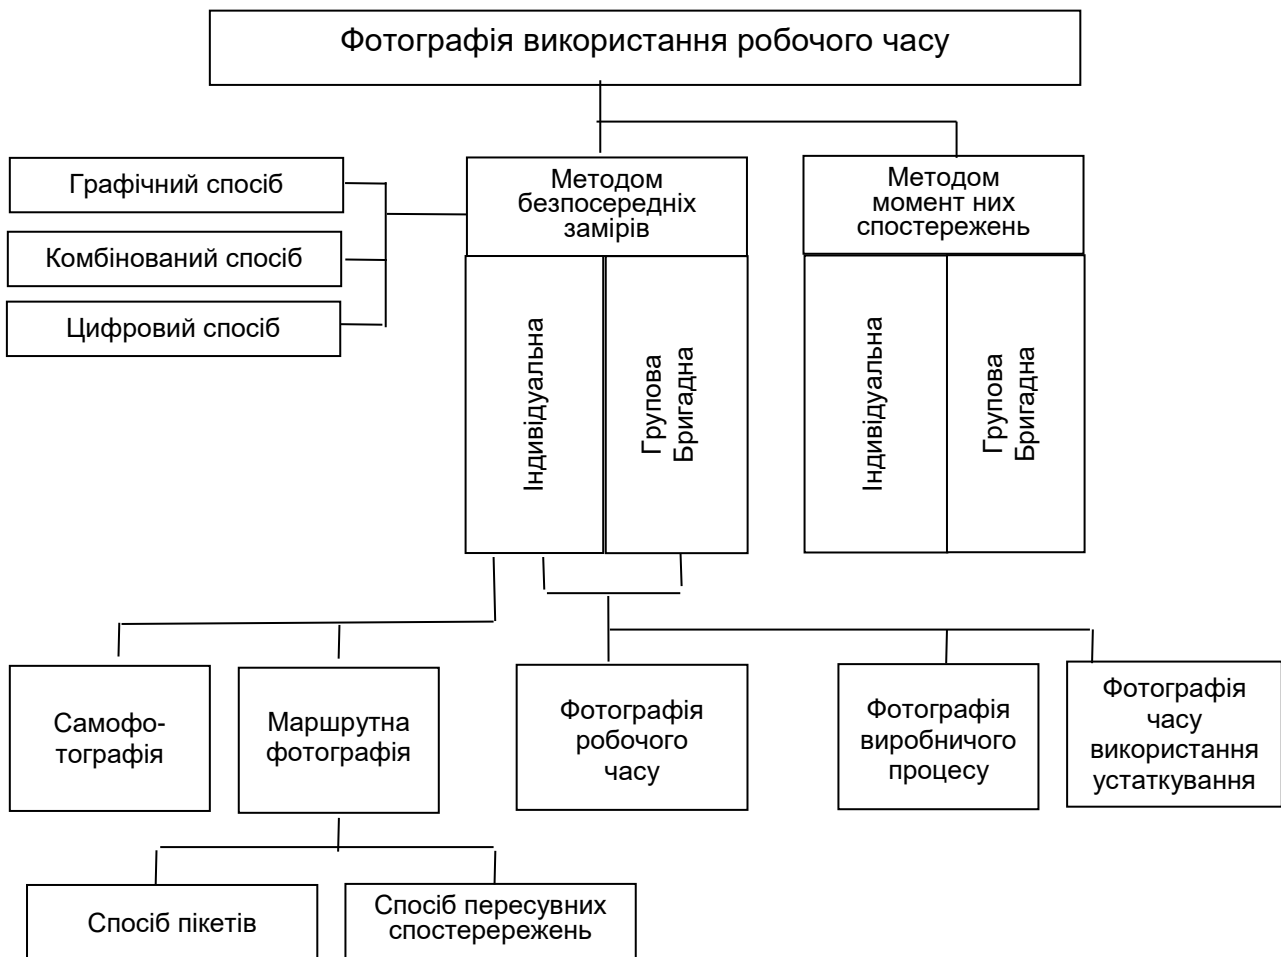 Фотографія використання робочого часу
Графічний спосіб
Комбінований спосіб
Цифровий спосіб
Методом
безпосередніх
замірів
Методом
момент них
спостережень
Індивідуальна
Групова
Бригадна
Індивідуальна
Групова
Бригадна
Самофо-
тографія
Маршрутна
фотографія
Фотографія
робочого
часу
Фотографія
виробничого
процесу
Фотографія
часу
використання
устаткування
Спосіб пікетів
Спосіб пересувних
спостерережень